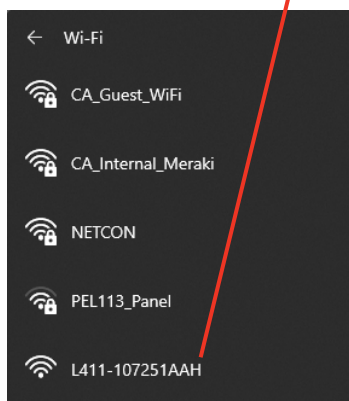 Wi-Fi
CA_Guest_WiFi
CA_Internal_Meraki
NETCON
PEL113_Panel
L411-107251AAH